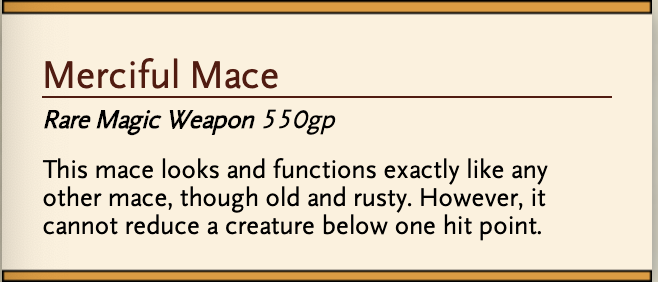 Merciful Mace
Rare Magic Weapon 550gp
This mace looks and functions exactly like any
other mace, though old and rusty. However, it
cannot reduce a creature below one hit point.